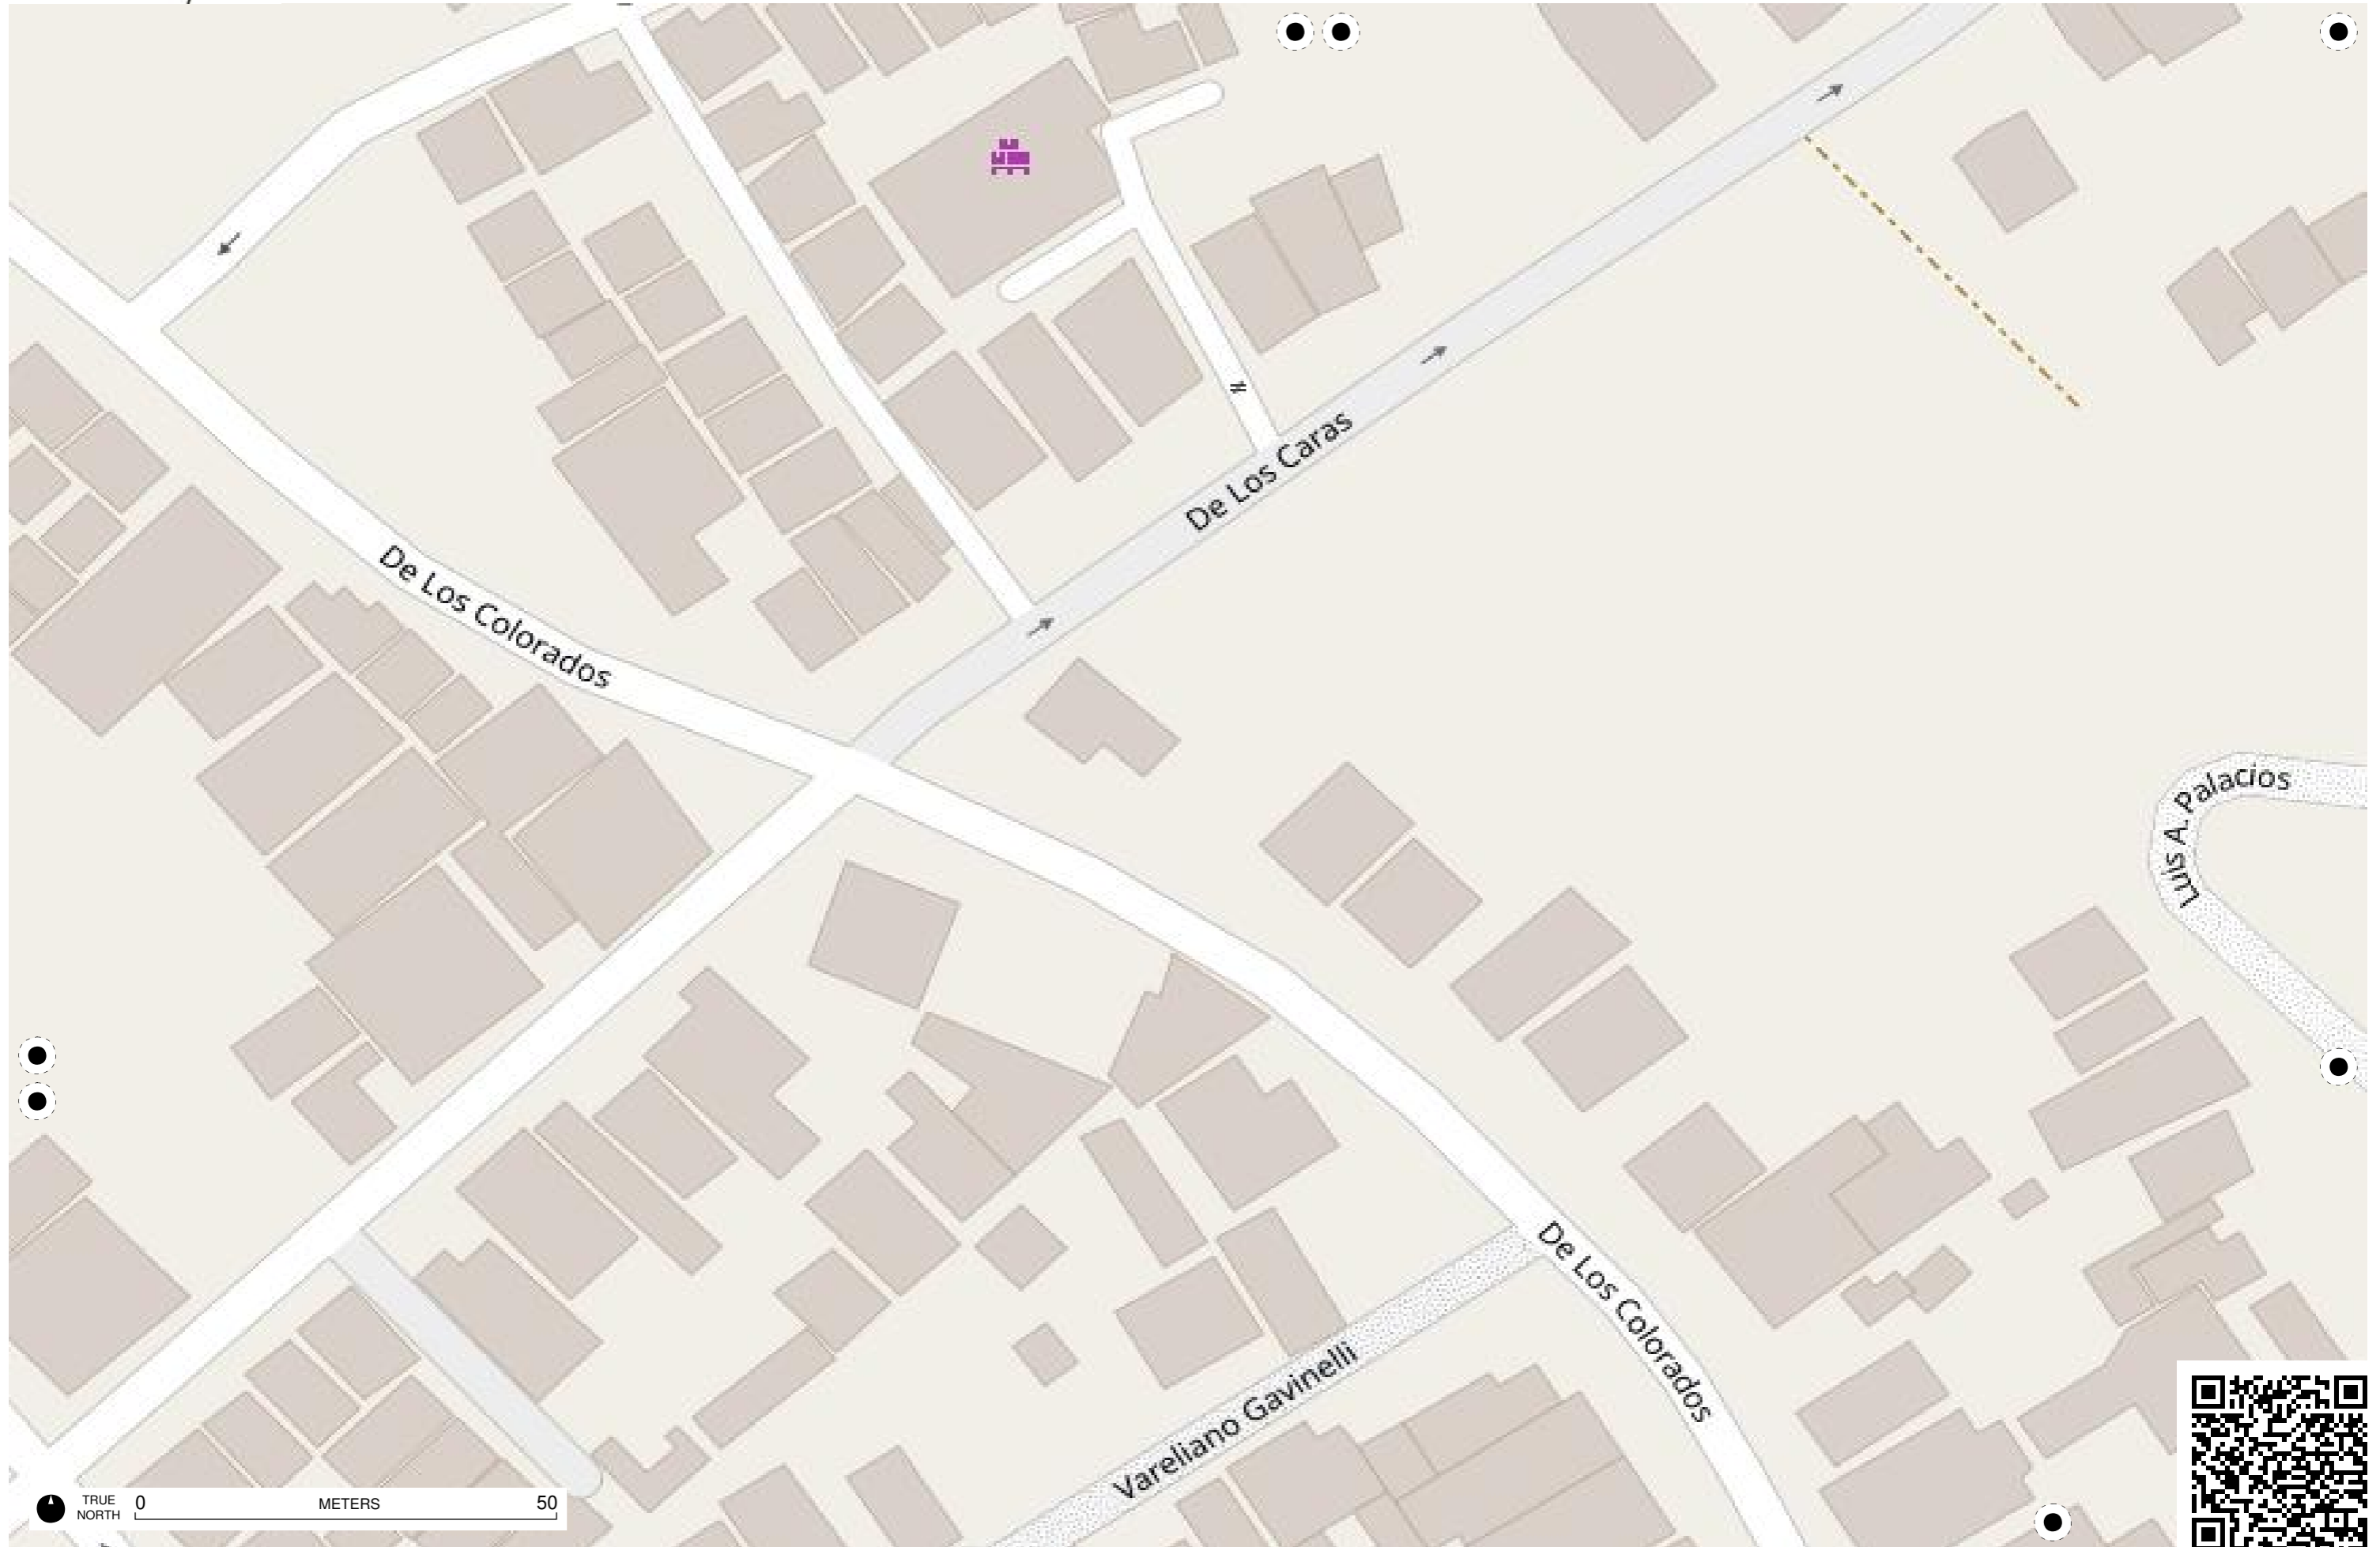 De Los Caras
De Los Colorados
Luis A. Palacios
De Los Colorados
Vareliano Gavinelli
TRUE
NORTH
0 METERS 50